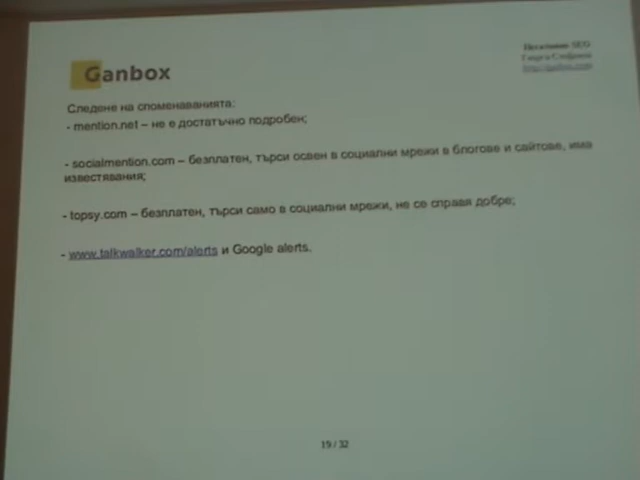 Ganbox
Негативно SEO
Следене на споменаванията:
- mention.net – не е достатъчно подробен;
- socialmention.com – безплатен, търси освен в социални мрежи в блогове и сайтове, има
известявания;
- topsy.com – безплатен, търси само в социални мрежи, не се справя добре;
- www.talkwalker.com/alerts и Google alerts.
19 / 32